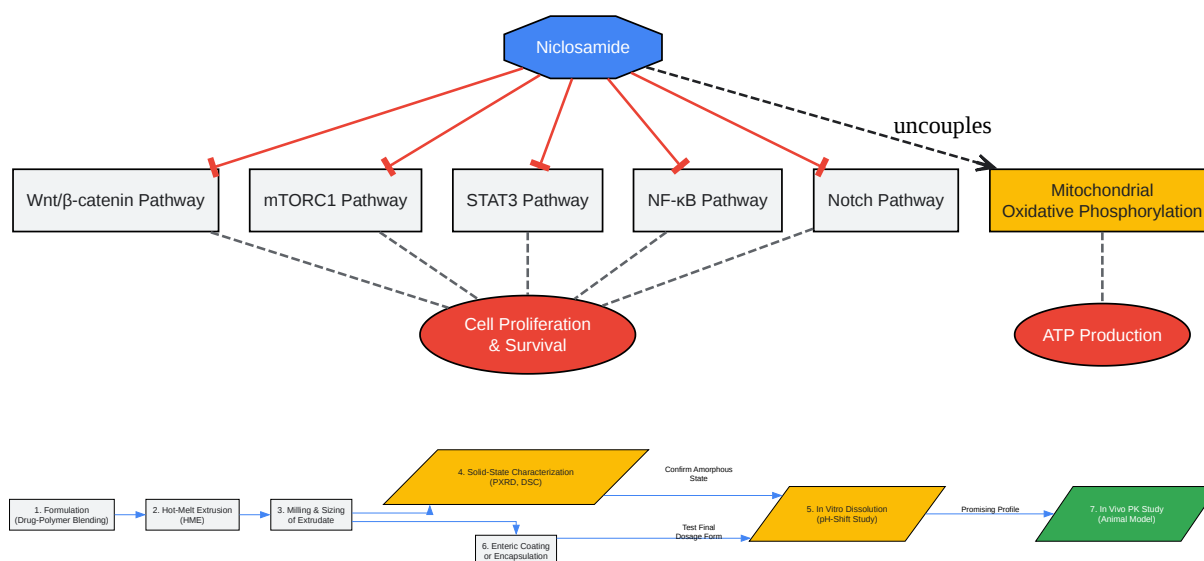 Niclosamide
uncouples
Wnt/β-catenin Pathway
mTORC1 Pathway
STAT3 Pathway
NF-κB Pathway
Notch Pathway
Mitochondrial
Oxidative Phosphorylation
Cell Proliferation
& Survival
ATP Production
1. Formulation
(Drug-Polymer Blending)
2. Hot-Melt Extrusion
(HME)
3. Milling & Sizing
of Extrudate
4. Solid-State Characterization
(PXRD, DSC)
Confirm Amorphous
State
6. Enteric Coating
or Encapsulation
Test Final
Dosage Form
5. In Vitro Dissolution
(pH-Shift Study)
Promising Profile
7. In Vivo PK Study
(Animal Model)